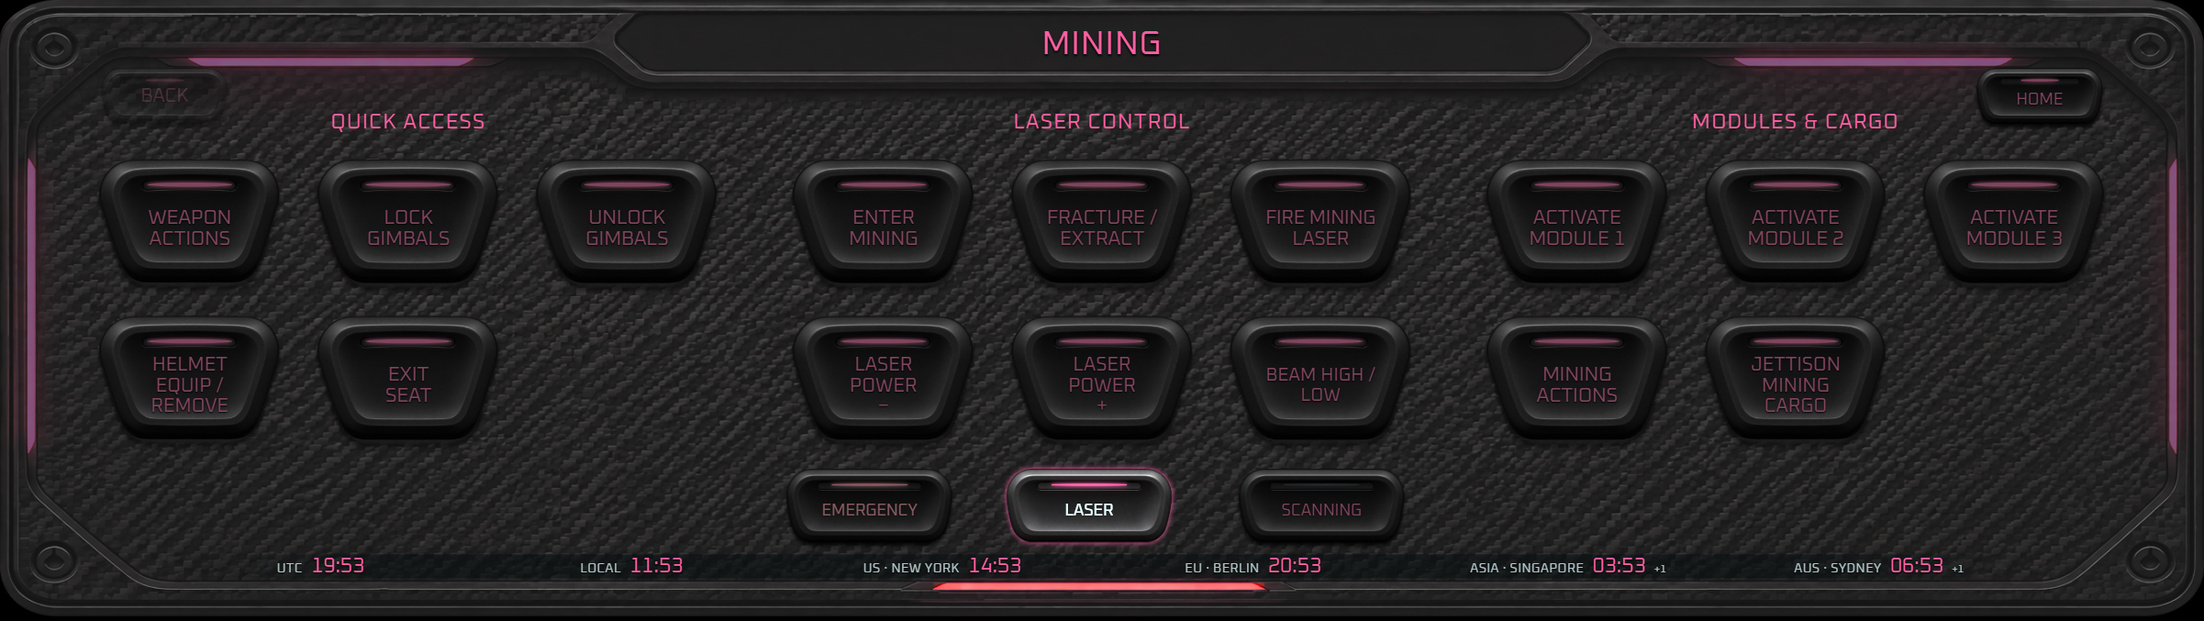 MINING
BACK
HOME
QUICK ACCESS
LASER CONTROL
MODULES & CARGO
WEAPON
ACTIONS
LOCK
GIMBALS
UNLOCK
GIMBALS
ENTER
MINING
FRACTURE /
EXTRACT
FIRE MINING
LASER
ACTIVATE
MODULE 1
ACTIVATE
MODULE 2
ACTIVATE
MODULE 3
HELMET
EQUIP /
REMOVE
EXIT
SEAT
LASER
POWER
–
LASER
POWER
+
BEAM HIGH /
LOW
MINING
ACTIONS
JETTISON
MINING
CARGO
EMERGENCY
LASER
SCANNING
UTC 19:53
LOCAL 11:53
US · NEW YORK 14:53
EU · BERLIN 20:53
ASIA · SINGAPORE 03:53 +1
AUS · SYDNEY 06:53 +1